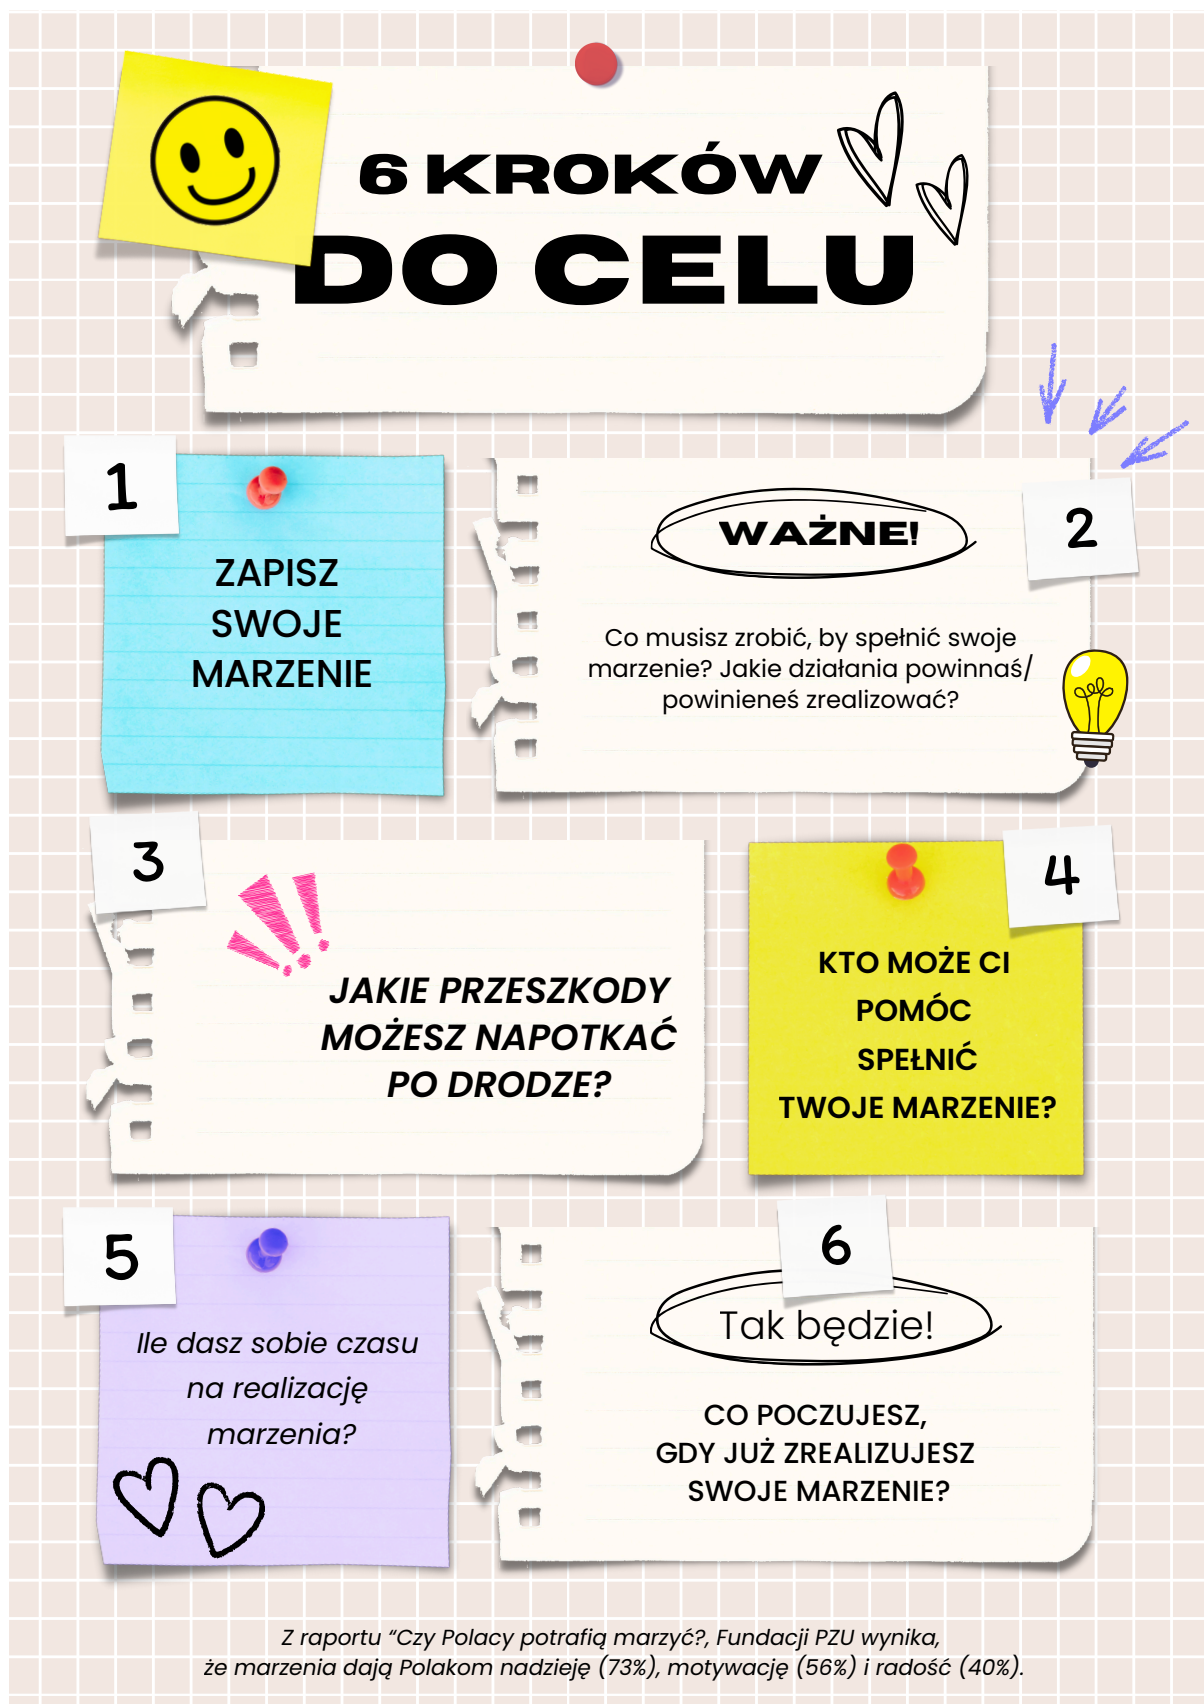 6 KROKÓW
DO CELU
1
ZAPISZ
SWOJE
MARZENIE
2
WAŻNE!
Co musisz zrobić, by spełnić swoje
marzenie? Jakie działania powinnaś/
powinieneś zrealizować?
3
JAKIE PRZESZKODY
MOŻESZ NAPOTKAĆ
PO DRODZE?
4
KTO MOŻE CI
POMÓC
SPEŁNIĆ
TWOJE MARZENIE?
5
Ile dasz sobie czasu
na realizację
marzenia?
6
Tak będzie!
CO POCZUJESZ,
GDY JUŻ ZREALIZUJESZ
SWOJE MARZENIE?
Z raportu “Czy Polacy potrafią marzyć?, Fundacji PZU wynika,
że marzenia dają Polakom nadzieję (73%), motywację (56%) i radość (40%).